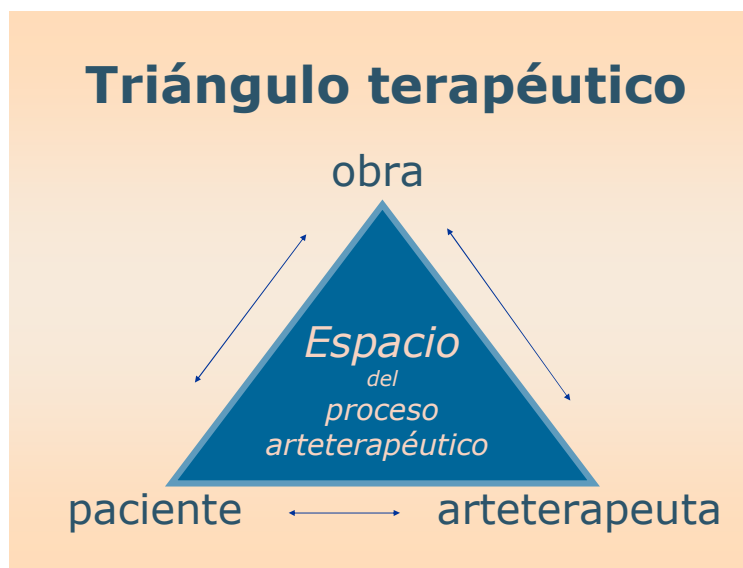 Triángulo terapéutico
obra
Espacio
del
proceso
arteterapéutico
paciente
arteterapeuta